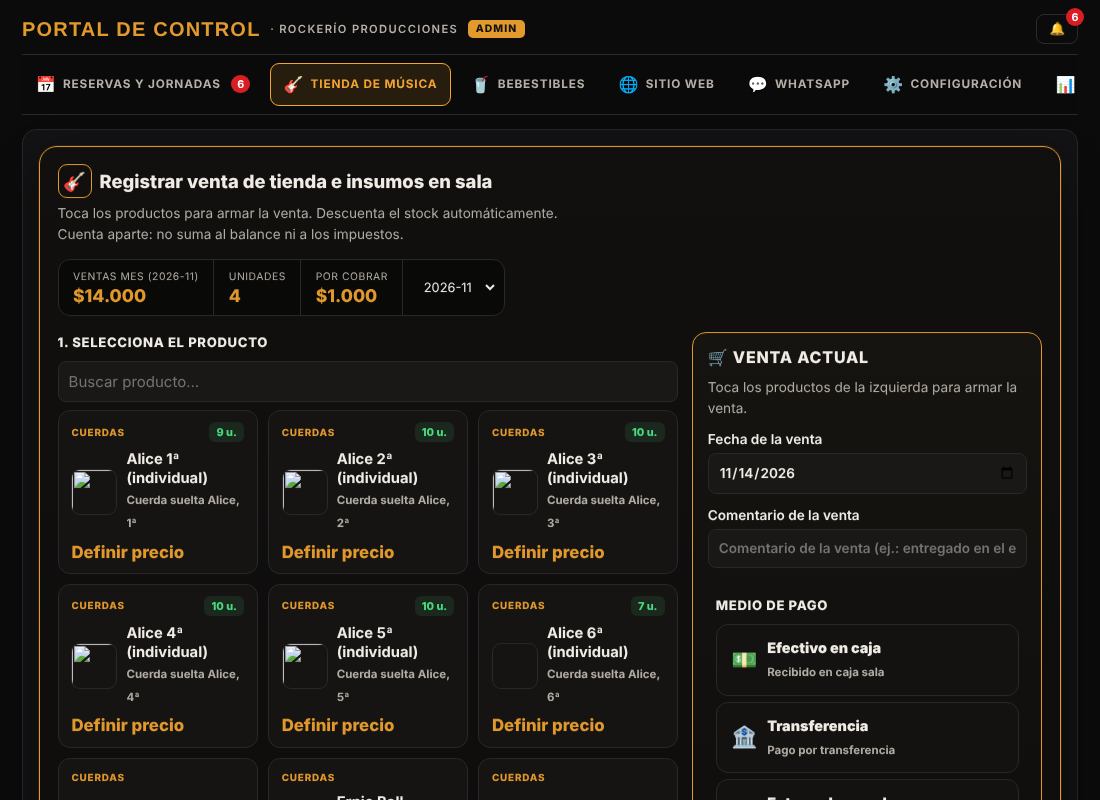 PORTAL DE CONTROL · ROCKERÍO PRODUCCIONES ADMIN
6
RESERVAS Y JORNADAS 6
TIENDA DE MÚSICA
BEBESTIBLES
SITIO WEB
WHATSAPP
CONFIGURACIÓN
Registrar venta de tienda e insumos en sala
Toca los productos para armar la venta. Descuenta el stock automáticamente.
Cuenta aparte: no suma al balance ni a los impuestos.
VENTAS MES (2026-11)
$14.000
UNIDADES
4
POR COBRAR
$1.000
2026-11
1. SELECCIONA EL PRODUCTO
Buscar producto...
CUERDAS 9 u.
Alice 1ª
(individual)
Cuerda suelta Alice,
1ª
Definir precio
CUERDAS 10 u.
Alice 2ª
(individual)
Cuerda suelta Alice,
2ª
Definir precio
CUERDAS 10 u.
Alice 3ª
(individual)
Cuerda suelta Alice,
3ª
Definir precio
CUERDAS 10 u.
Alice 4ª
(individual)
Cuerda suelta Alice,
4ª
Definir precio
CUERDAS 10 u.
Alice 5ª
(individual)
Cuerda suelta Alice,
5ª
Definir precio
CUERDAS 7 u.
Alice 6ª
(individual)
Cuerda suelta Alice,
6ª
Definir precio
CUERDAS
CUERDAS
Ernie Ball
CUERDAS
VENTA ACTUAL
Toca los productos de la izquierda para armar la
venta.
Fecha de la venta
11/14/2026
Comentario de la venta
Comentario de la venta (ej.: entregado en el e
MEDIO DE PAGO
Efectivo en caja
Recibido en caja sala
Transferencia
Pago por transferencia